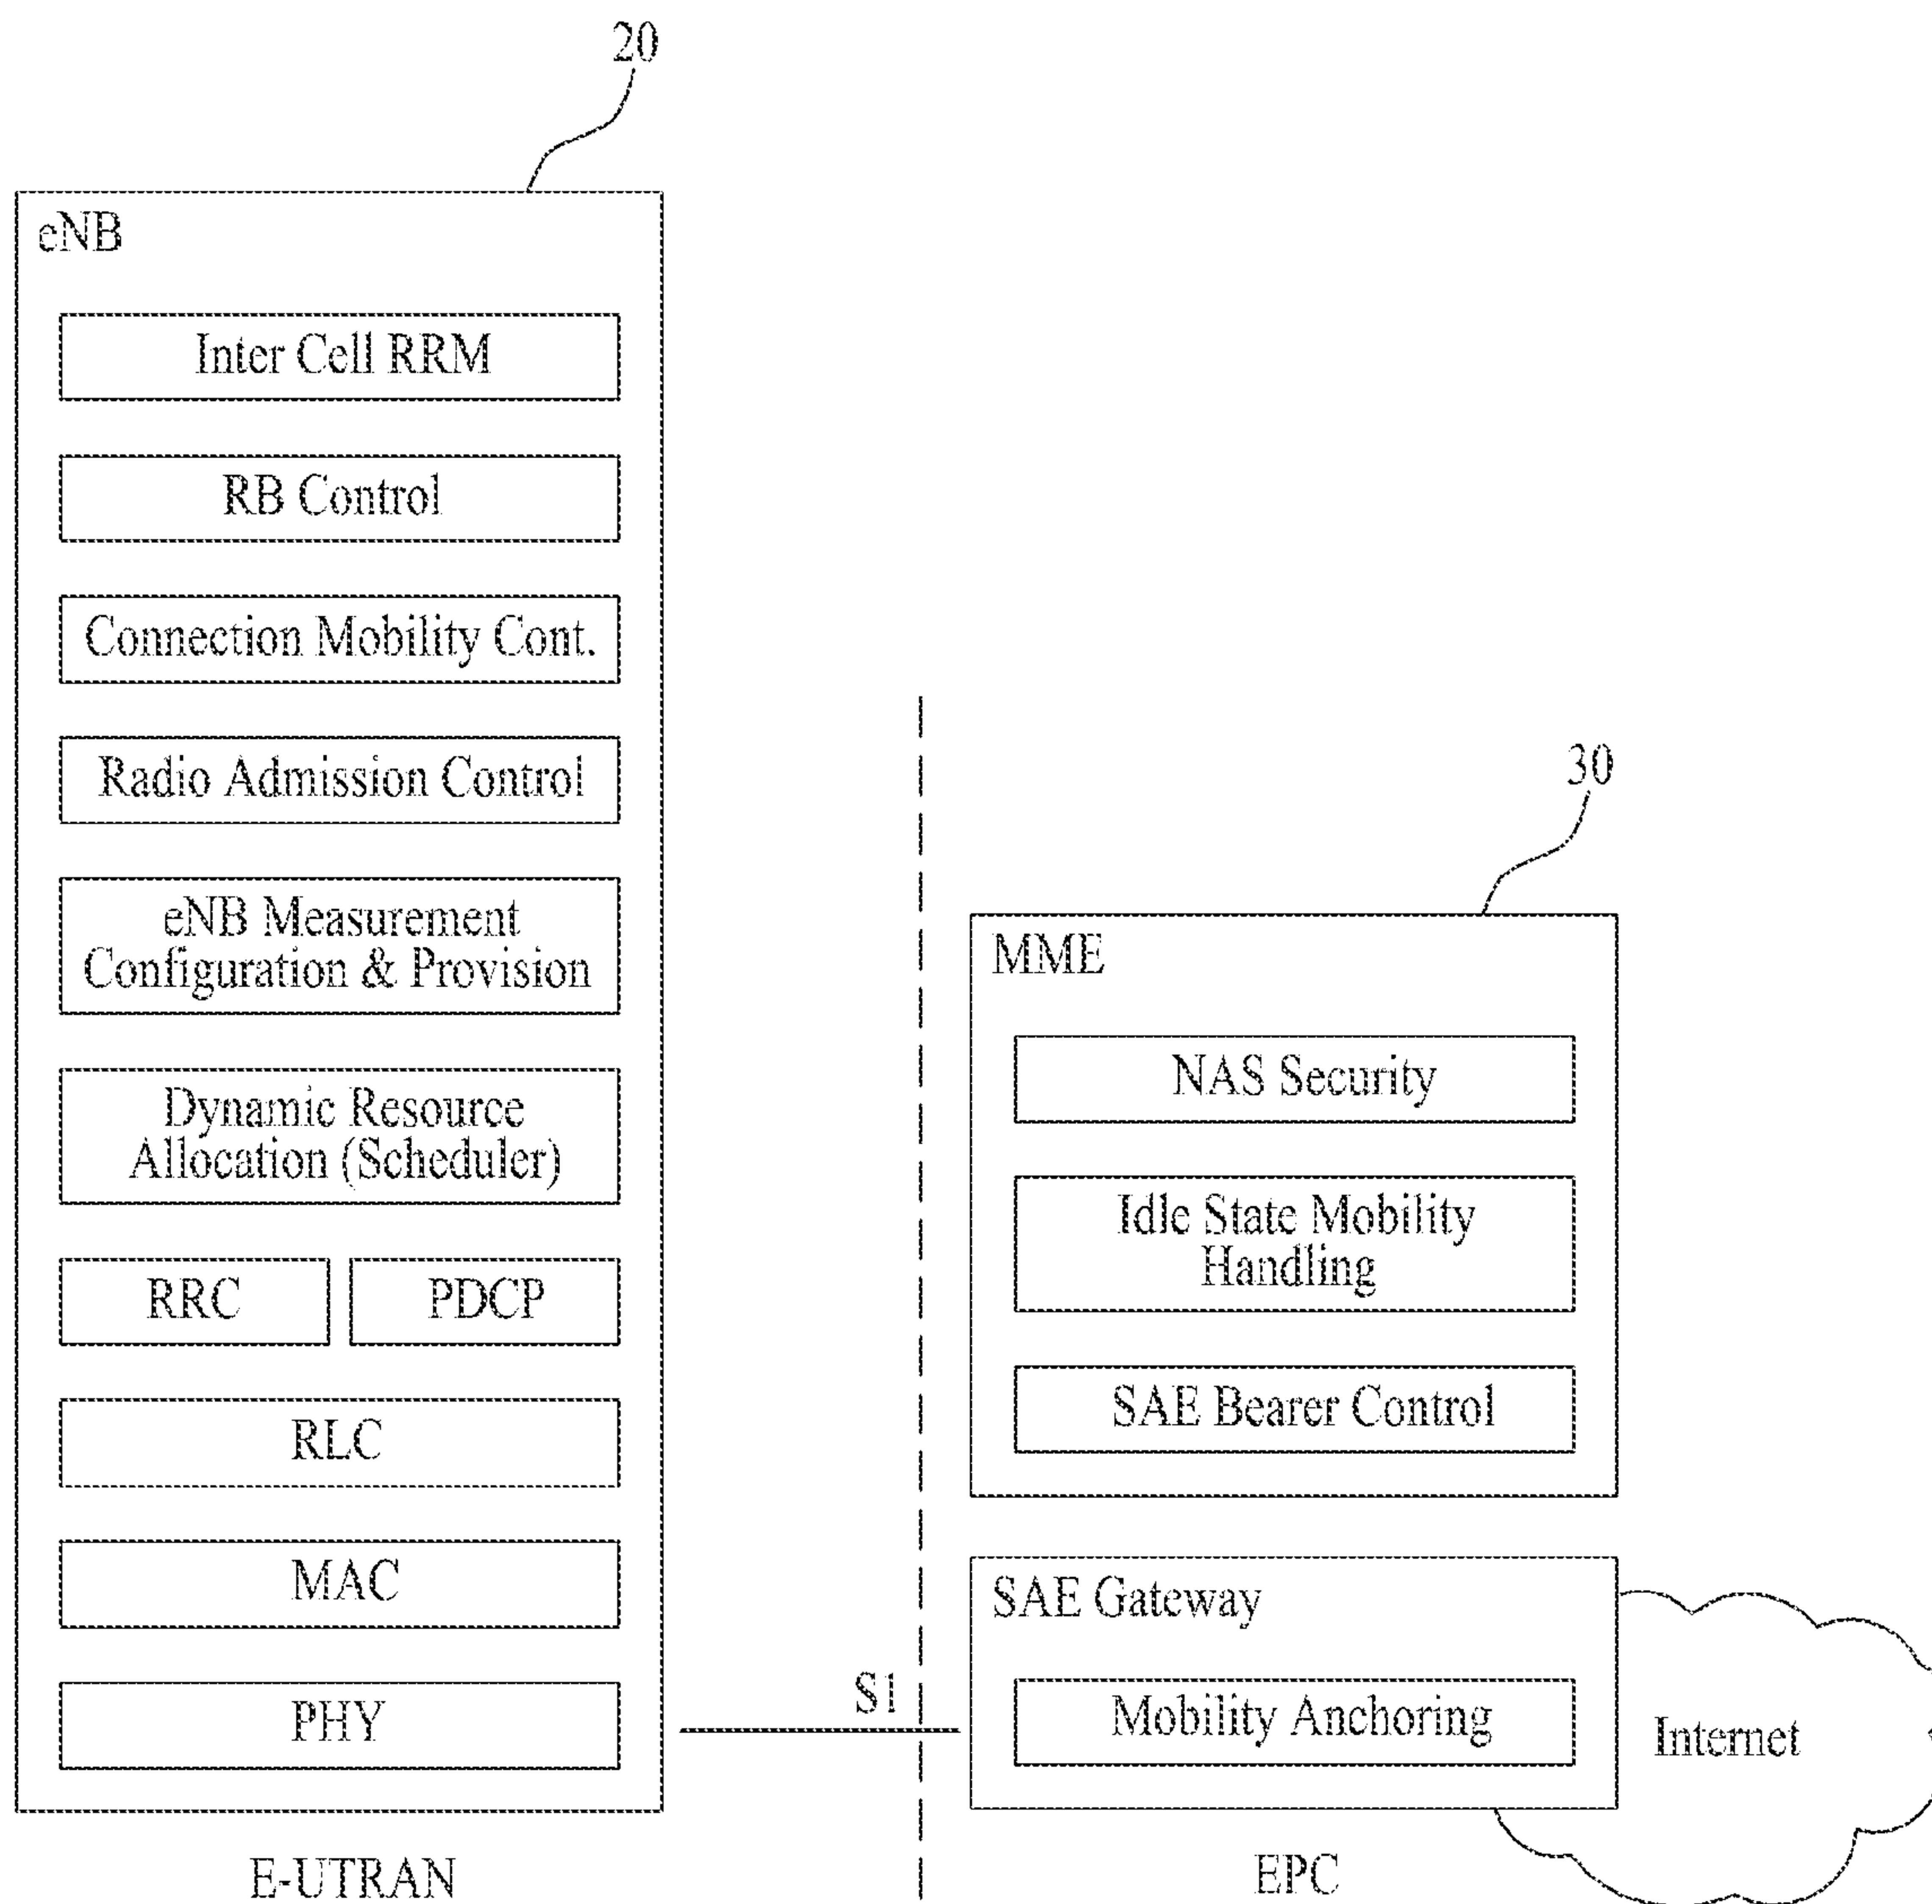 20
eNB
Inter Cell RRM
RB Control
Connection Mobility Cont.
Radio Admission Control
eNB Measurement
Configuration & Provision
Dynamic Resource
Allocation (Scheduler)
RRC
PDCP
RLC
MAC
PHY
E-UTRAN
S1
30
MME
NAS Security
Idle State Mobility
Handling
SAE Bearer Control
SAE Gateway
Mobility Anchoring
Internet
EPC